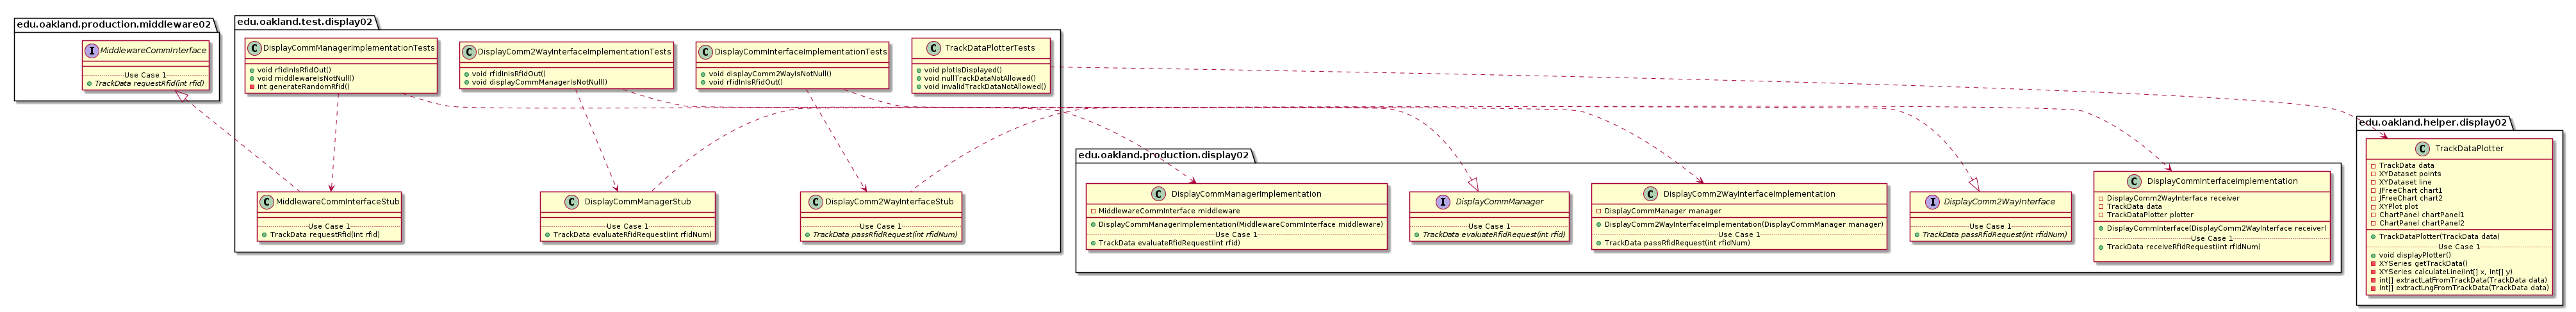 edu.oakland.production.middleware02
I MiddlewareCommInterface
Use Case 1
TrackData requestRfid(int rfid)
edu.oakland.test.display02
C DisplayCommManagerImplementationTests
void rfidInIsRfidOut()
void middlewareIsNotNull()
int generateRandomRfid()
C DisplayComm2WayInterfaceImplementationTests
void rfidInIsRfidOut()
void displayCommManagerIsNotNull()
C DisplayCommInterfaceImplementationTests
void displayComm2WayIsNotNull()
void rfidInIsRfidOut()
C TrackDataPlotterTests
void plotIsDisplayed()
void nullTrackDataNotAllowed()
void invalidTrackDataNotAllowed()
C MiddlewareCommInterfaceStub
Use Case 1
TrackData requestRfid(int rfid)
C DisplayCommManagerStub
Use Case 1
TrackData evaluateRfidRequest(int rfidNum)
C DisplayComm2WayInterfaceStub
Use Case 1
TrackData passRfidRequest(int rfidNum)
edu.oakland.production.display02
C DisplayCommManagerImplementation
MiddlewareCommInterface middleware
DisplayCommManagerImplementation(MiddlewareCommInterface middleware)
Use Case 1
TrackData evaluateRfidRequest(int rfid)
I DisplayCommManager
Use Case 1
TrackData evaluateRfidRequest(int rfid)
C DisplayComm2WayInterfaceImplementation
DisplayCommManager manager
DisplayComm2WayInterfaceImplementation(DisplayCommManager manager)
Use Case 1
TrackData passRfidRequest(int rfidNum)
I DisplayComm2WayInterface
Use Case 1
TrackData passRfidRequest(int rfidNum)
C DisplayCommInterfaceImplementation
DisplayComm2WayInterface receiver
TrackData data
TrackDataPlotter plotter
DisplayCommInterface(DisplayComm2WayInterface receiver)
Use Case 1
TrackData receiveRfidRequest(int rfidNum)
edu.oakland.helper.display02
C TrackDataPlotter
TrackData data
XYDataset points
XYDataset line
JFreeChart chart1
JFreeChart chart2
XYPlot plot
ChartPanel chartPanel1
ChartPanel chartPanel2
TrackDataPlotter(TrackData data)
Use Case 1
void displayPlotter()
XYSeries getTrackData()
XYSeries calculateLine(int[] x, int[] y)
int[] extractLatFromTrackData(TrackData data)
int[] extractLngFromTrackData(TrackData data)